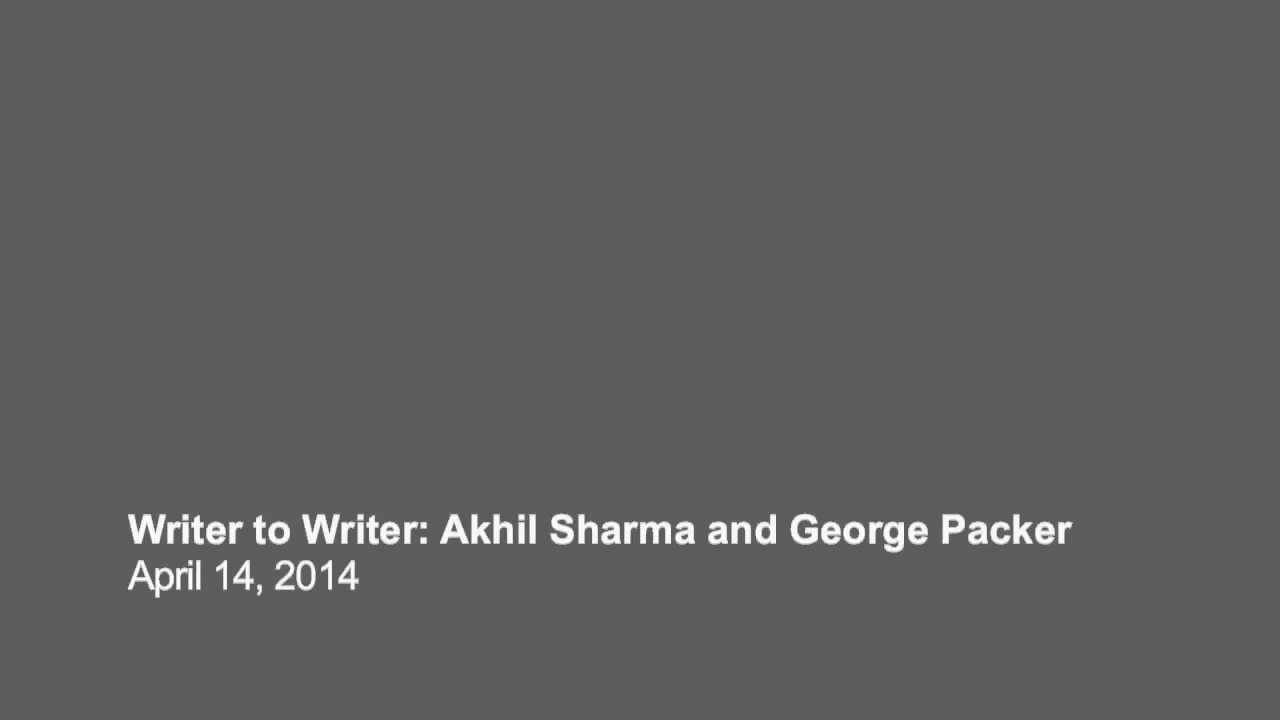 Writer to Writer: Akhil Sharma and George Packer
April 14, 2014